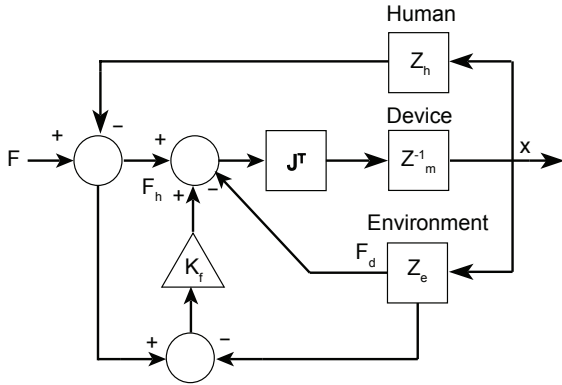 Human
Z_h
Device
F
+
−
+
F_h
+
−
J^T
Z^-1_m
x
Environment
F_d
Z_e
K_f
+
−